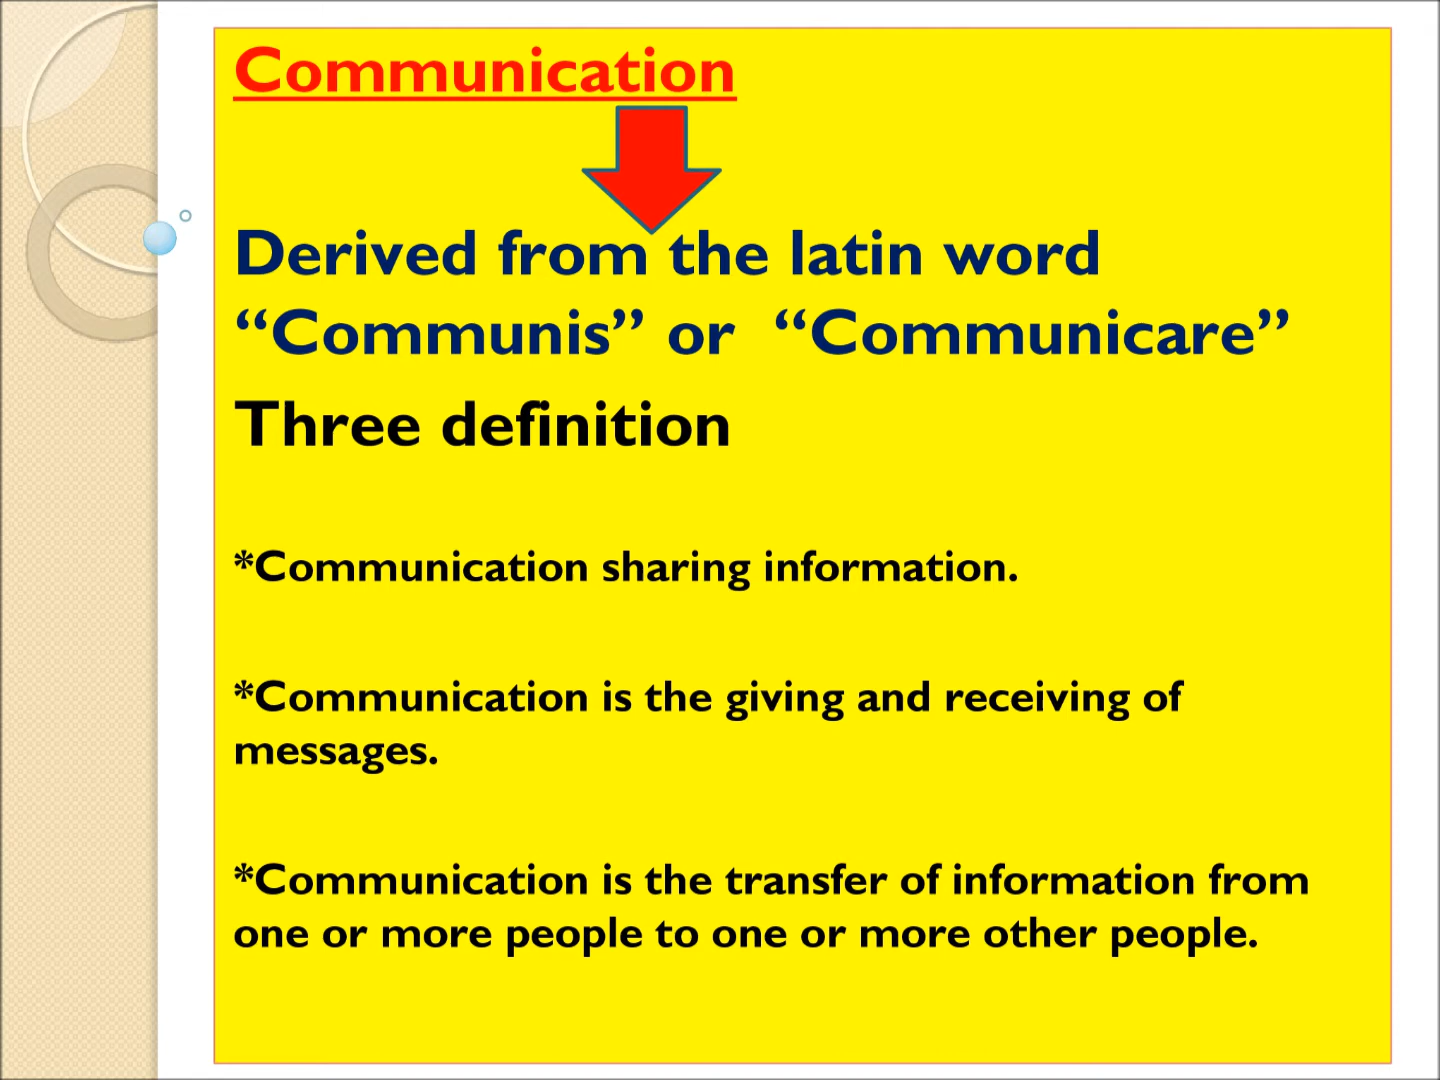 Communication
Derived from the latin word
“Communis” or “Communicare”
Three definition
*Communication sharing information.
*Communication is the giving and receiving of
messages.
*Communication is the transfer of information from
one or more people to one or more other people.